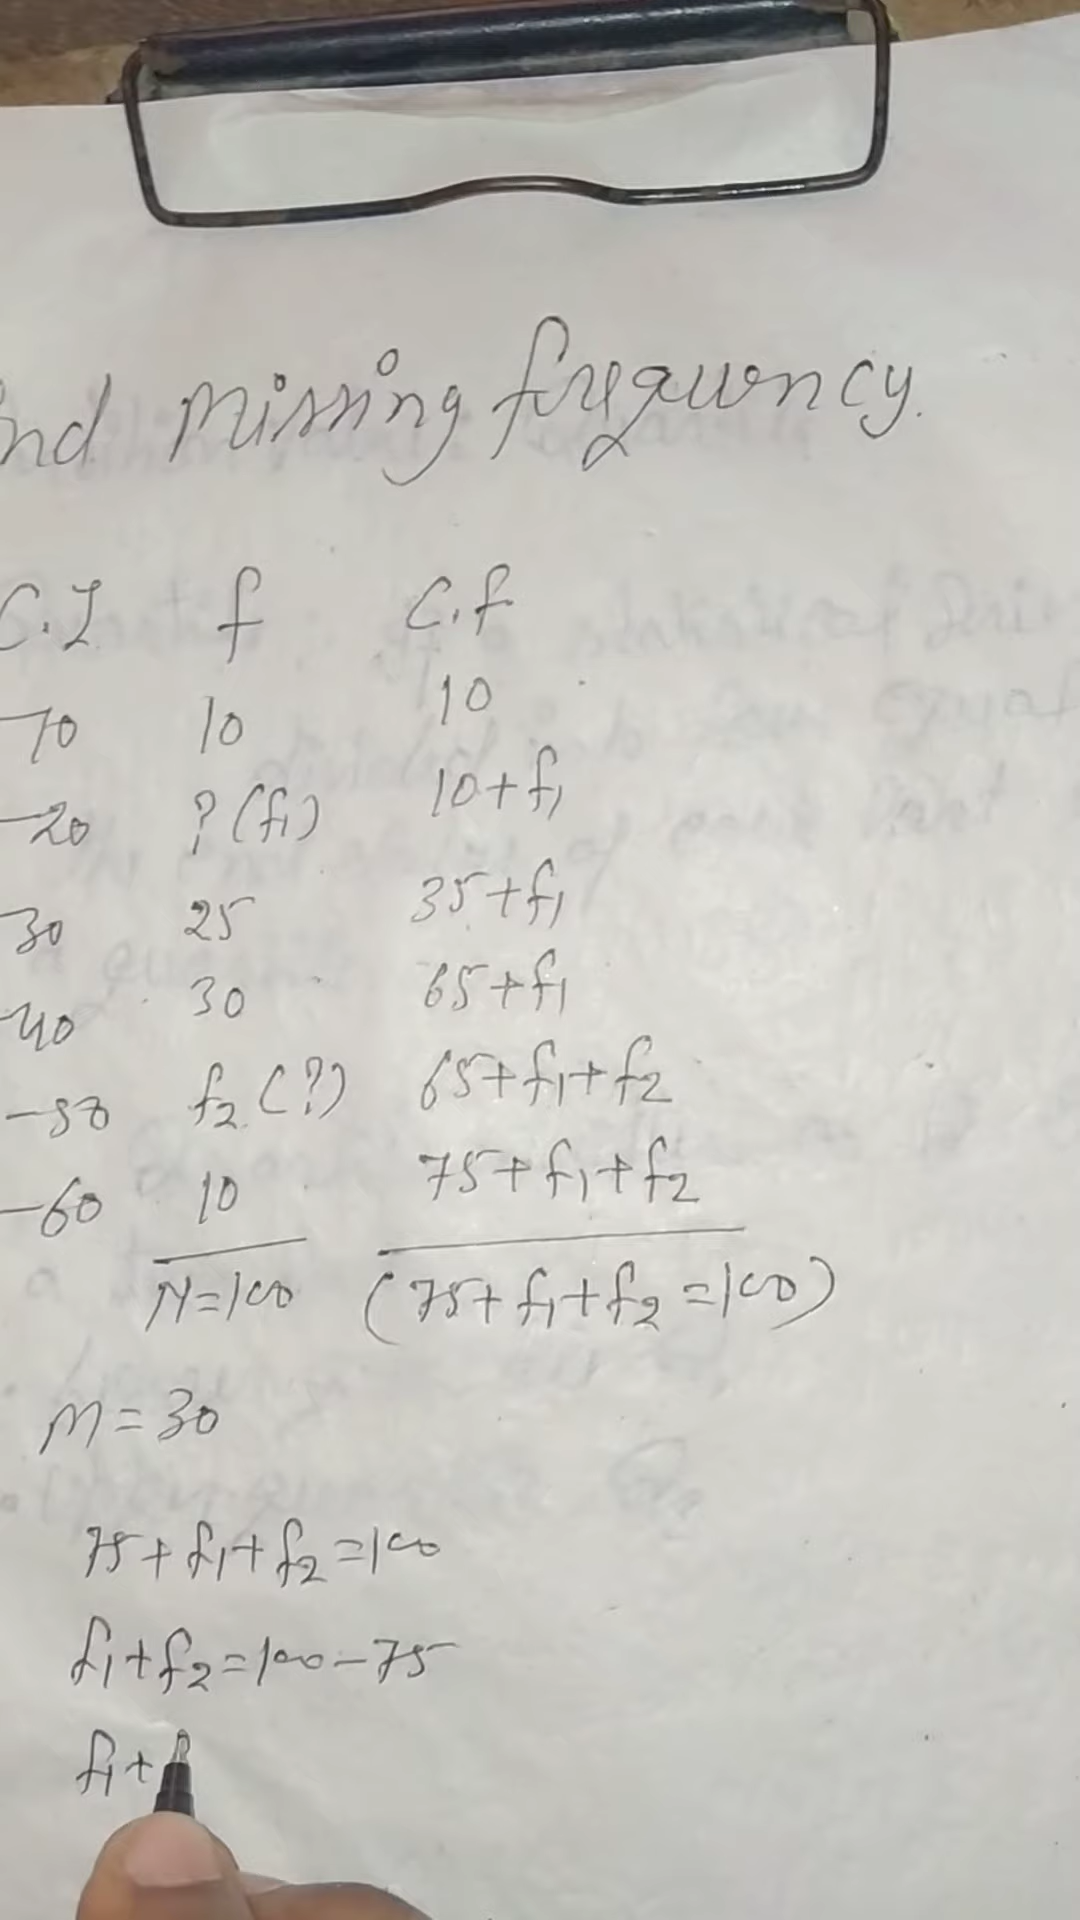 ind missing frequency.
C.I f C.f
-10 10 10
-20 ? (f1) 10+f1
30 25 35+f1
-40 30 65+f1
-50 f2 (?) 65+f1+f2
-60 10 75+f1+f2
N=100 (75+f1+f2=100)
M=30
75+f1+f2=100
f1+f2=100-75
f1+